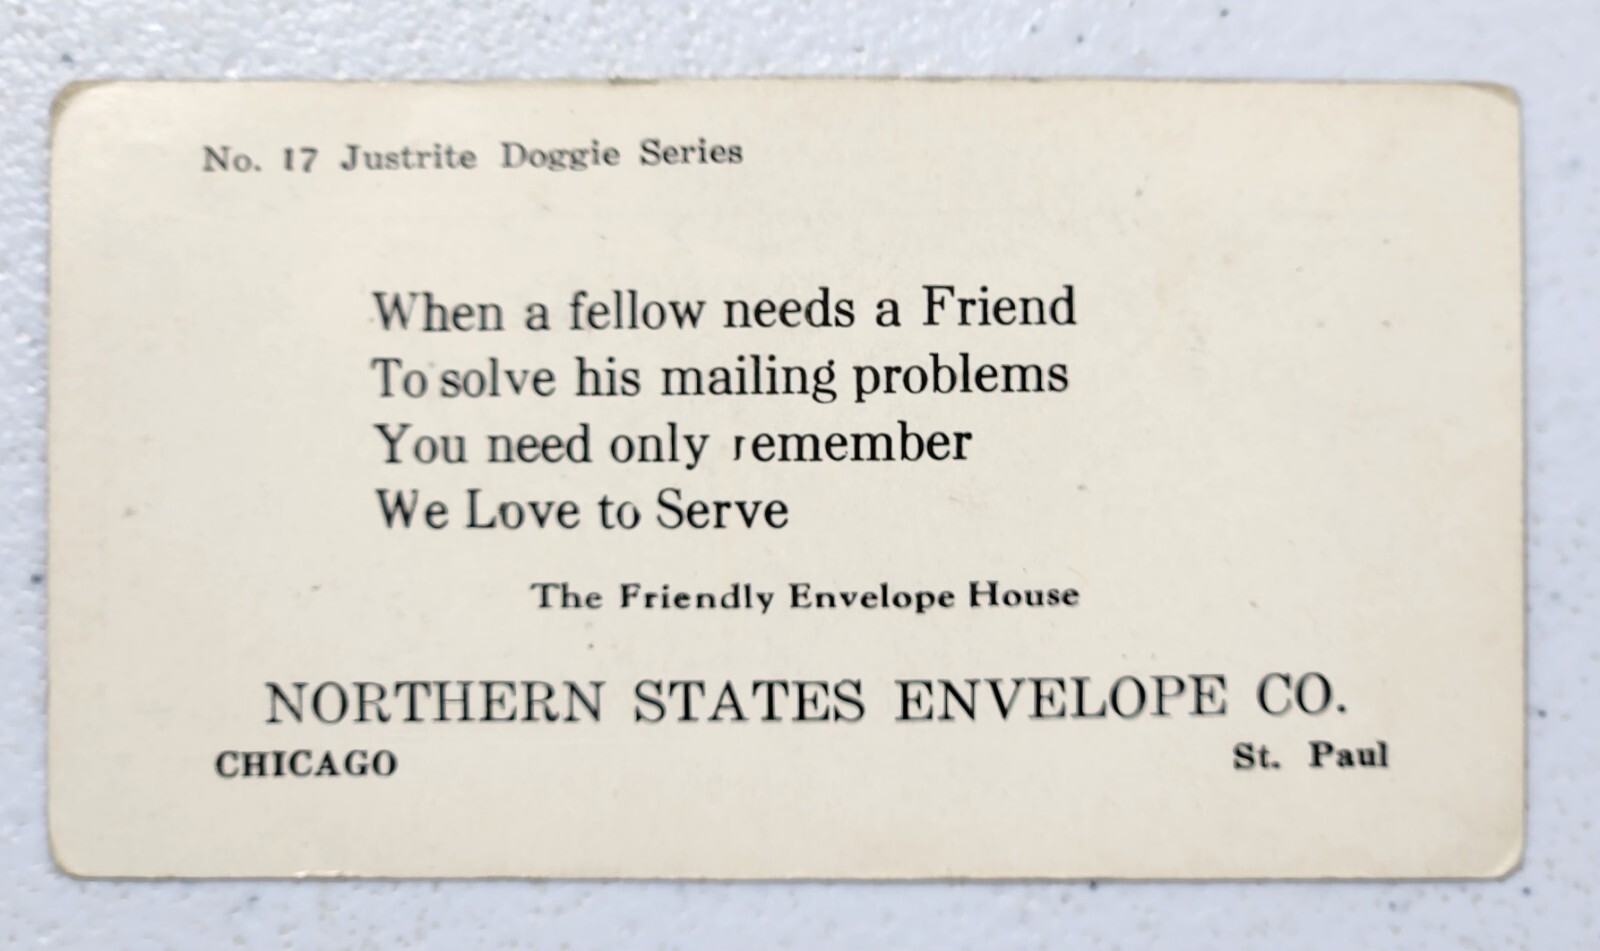 No. 17 Justrite Doggie Series
When a fellow needs a Friend
To solve his mailing problems
You need only remember
We Love to Serve
The Friendly Envelope House
NORTHERN STATES ENVELOPE CO.
CHICAGO St. Paul